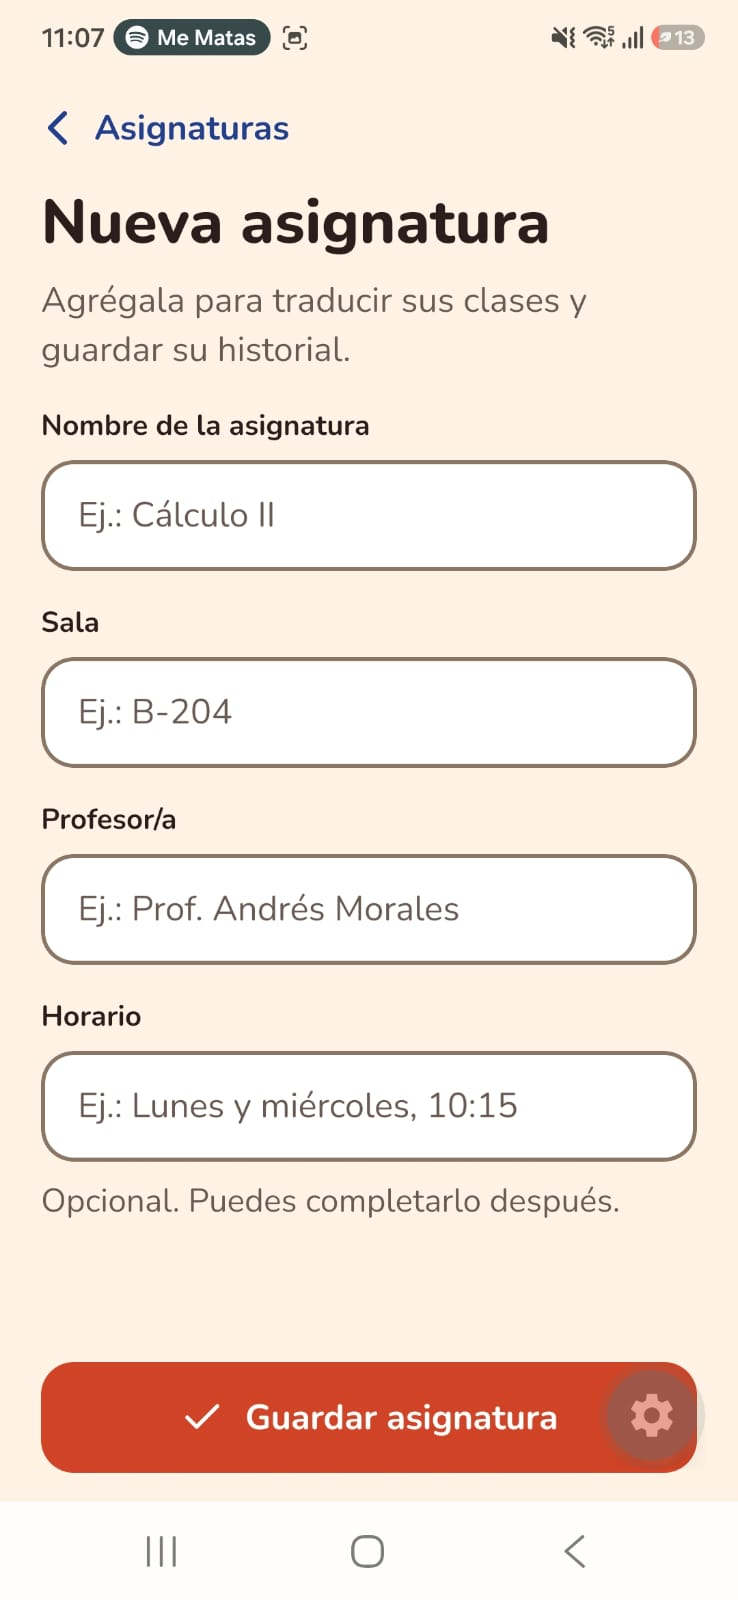 11:07 Me Matas 5 13
Asignaturas
Nueva asignatura
Agrégala para traducir sus clases y
guardar su historial.
Nombre de la asignatura
Ej.: Cálculo II
Sala
Ej.: B-204
Profesor/a
Ej.: Prof. Andrés Morales
Horario
Ej.: Lunes y miércoles, 10:15
Opcional. Puedes completarlo después.
Guardar asignatura